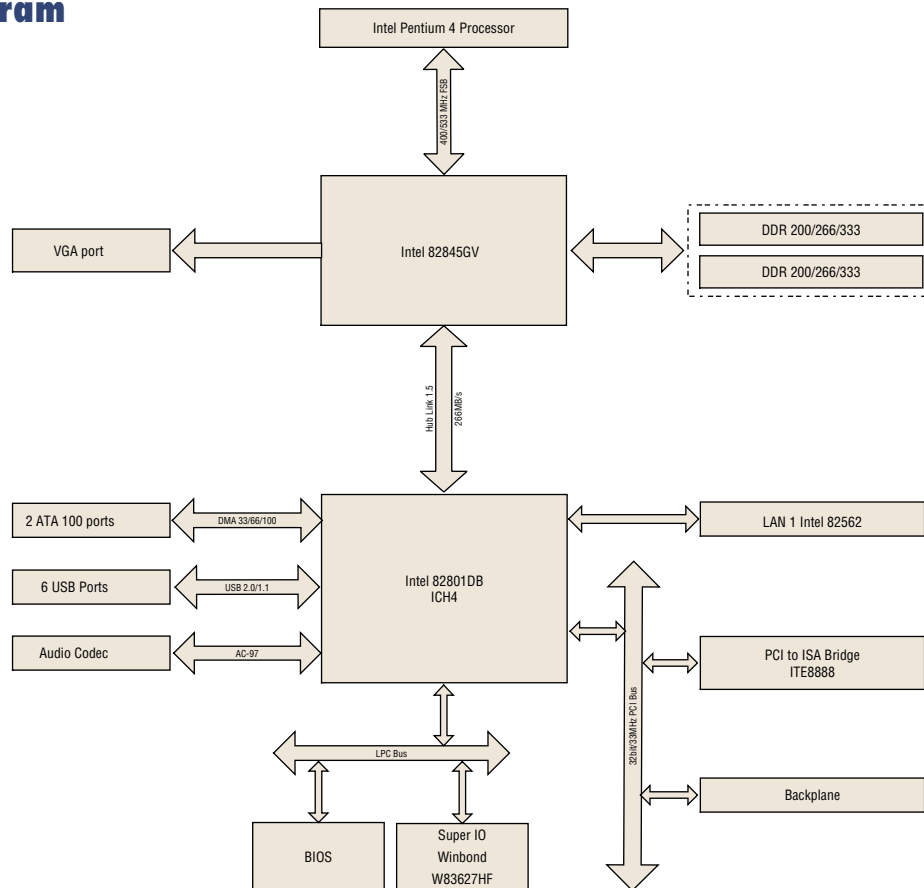 ram
Intel Pentium 4 Processor
400/533 MHz FSB
VGA port
Intel 82845GV
DDR 200/266/333
DDR 200/266/333
Hub Link 1.5
266MB/s
2 ATA 100 ports
DMA 33/66/100
LAN 1 Intel 82562
6 USB Ports
USB 2.0/1.1
Intel 82801DB
ICH4
Audio Codec
AC-97
32bit/33MHz PCI Bus
PCI to ISA Bridge
ITE8888
LPC Bus
Backplane
BIOS
Super IO
Winbond
W83627HF